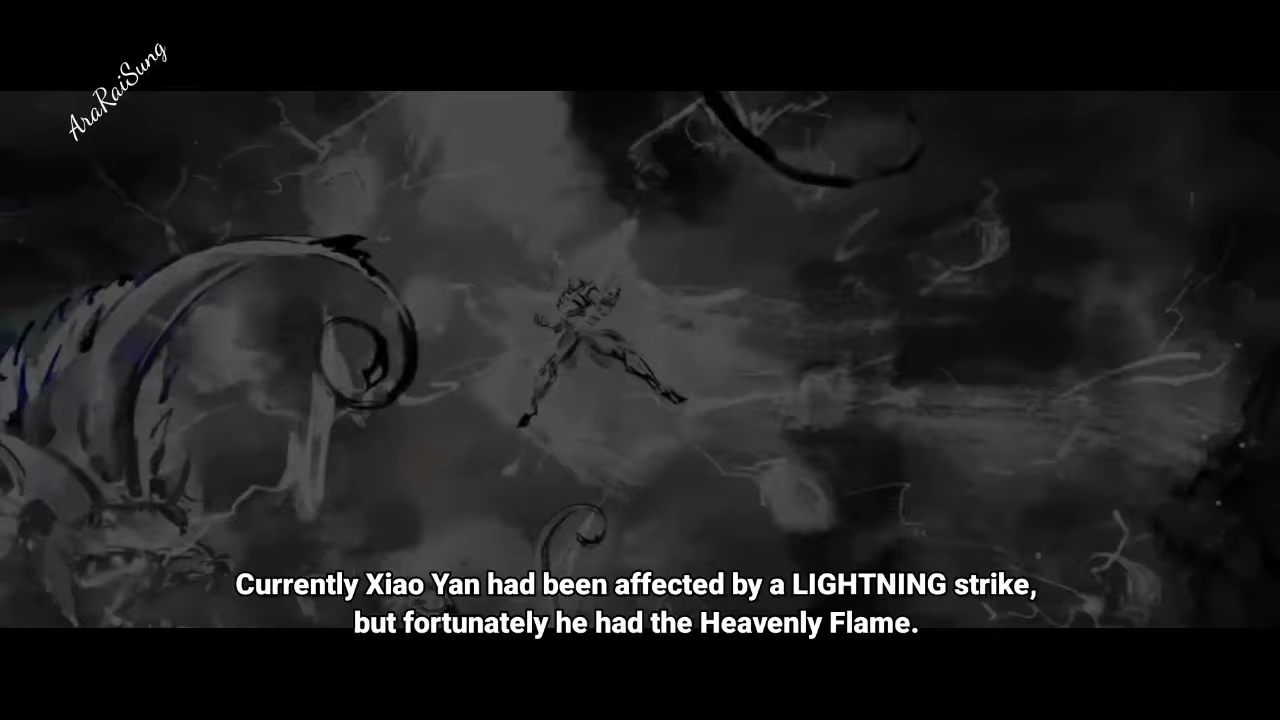 AraRaiSung
Currently Xiao Yan had been affected by a LIGHTNING strike,
but fortunately he had the Heavenly Flame.